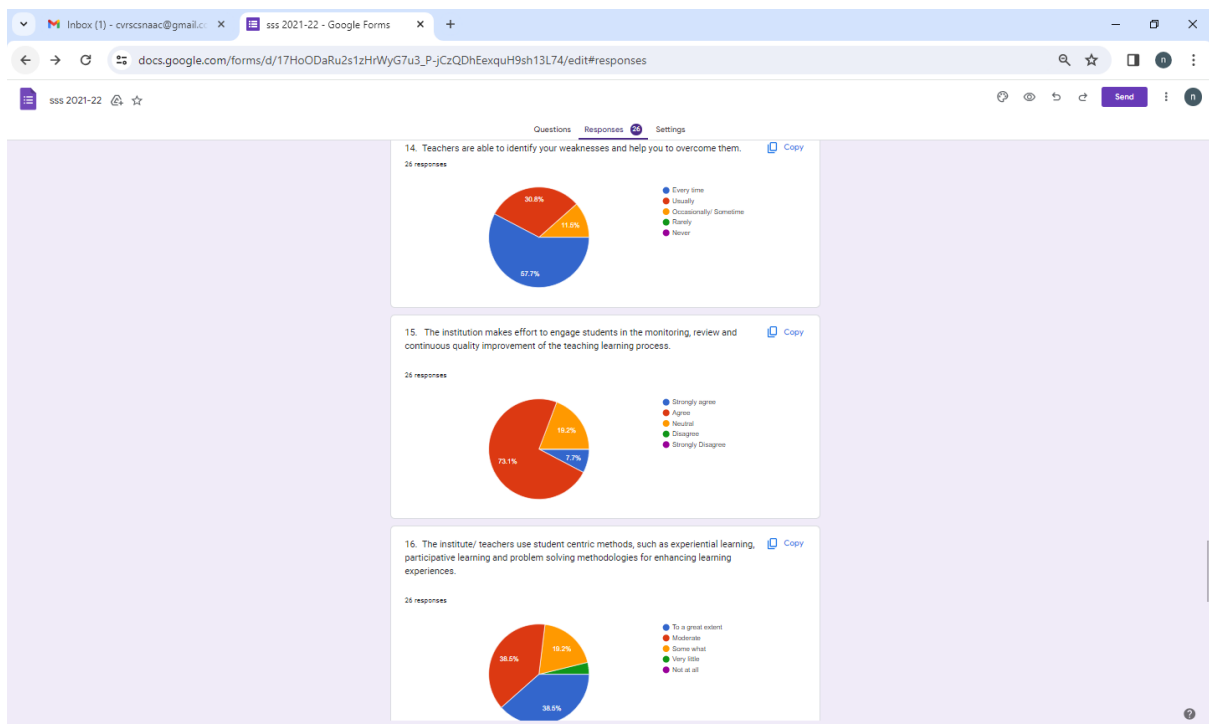 Inbox (1) - cvrscsnaac@gmail.cc
sss 2021-22 - Google Forms
docs.google.com/forms/d/17HoODaRu2s1zHrWyG7u3_P-jCzQDhEexquH9sh13L74/edit#responses
n
sss 2021-22
Send
n
Questions
Responses 26
Settings
14. Teachers are able to identify your weaknesses and help you to overcome them.
Copy
26 responses
30.8%
11.5%
57.7%
Every time
Usually
Occasionally/ Sometime
Rarely
Never
15. The institution makes effort to engage students in the monitoring, review and
continuous quality improvement of the teaching learning process.
Copy
26 responses
19.2%
7.7%
73.1%
Strongly agree
Agree
Neutral
Disagree
Strongly Disagree
16. The institute/ teachers use student centric methods, such as experiential learning,
participative learning and problem solving methodologies for enhancing learning
experiences.
Copy
26 responses
38.5%
19.2%
38.5%
To a great extent
Moderate
Some what
Very little
Not at all